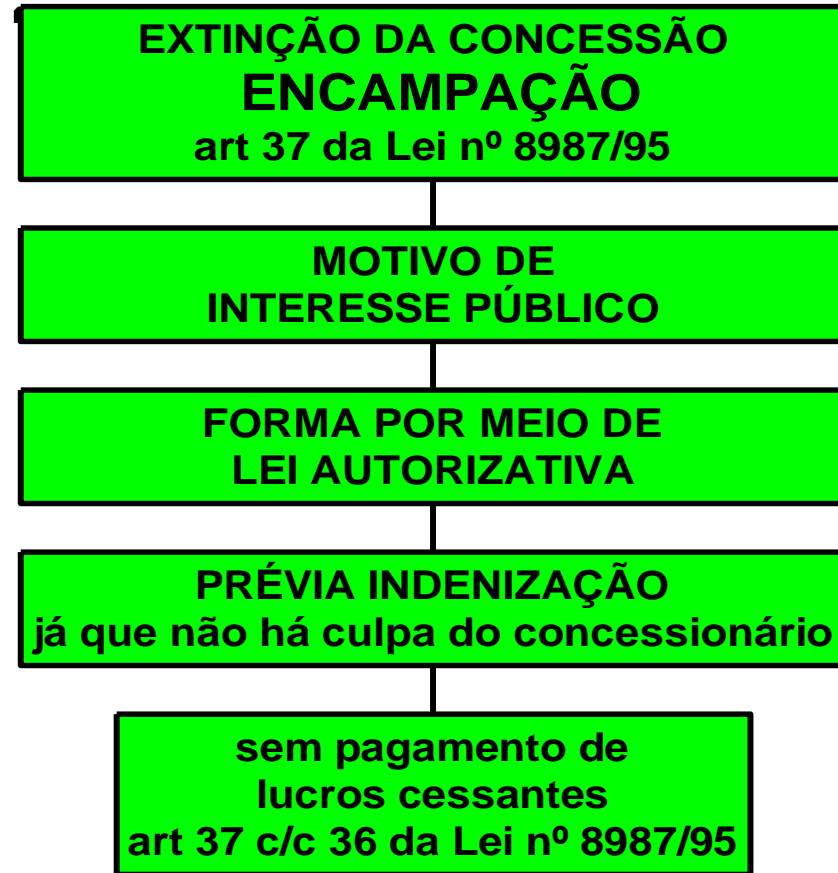 EXTINÇÃO DA CONCESSÃO
ENCAMPAÇÃO
art 37 da Lei nº 8987/95
MOTIVO DE
INTERESSE PÚBLICO
FORMA POR MEIO DE
LEI AUTORIZATIVA
PRÉVIA INDENIZAÇÃO
já que não há culpa do concessionário
sem pagamento de
lucros cessantes
art 37 c/c 36 da Lei nº 8987/95